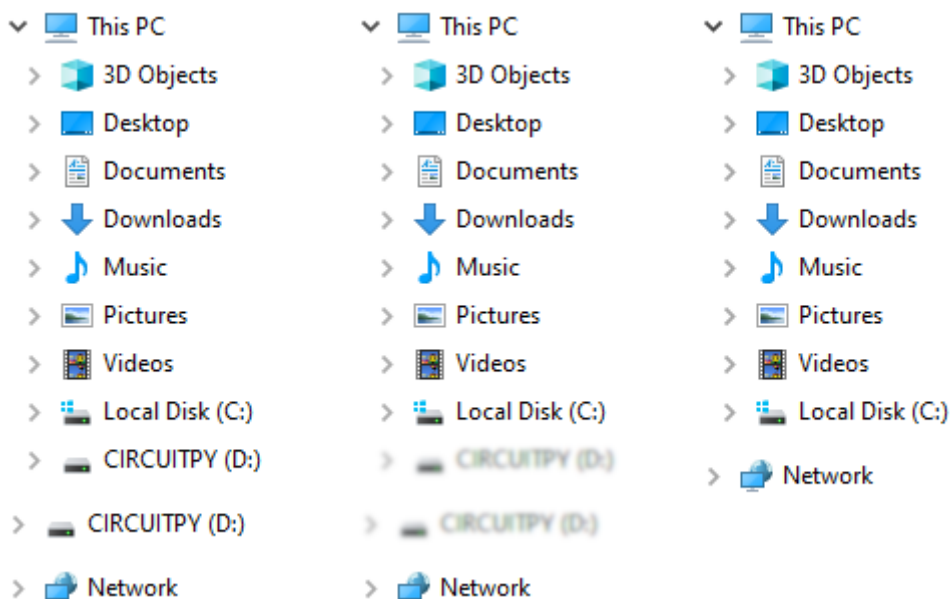 This PC
3D Objects
Desktop
Documents
Downloads
Music
Pictures
Videos
Local Disk (C:)
CIRCUITPY (D:)
CIRCUITPY (D:)
Network
This PC
3D Objects
Desktop
Documents
Downloads
Music
Pictures
Videos
Local Disk (C:)
CIRCUITPY (D:)
CIRCUITPY (D:)
Network
This PC
3D Objects
Desktop
Documents
Downloads
Music
Pictures
Videos
Local Disk (C:)
Network